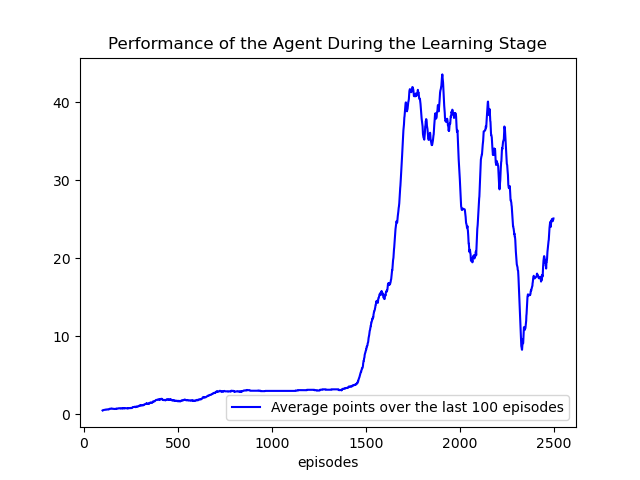 Performance of the Agent During the Learning Stage
40
30
20
10
0
Average points over the last 100 episodes
0 500 1000 1500 2000 2500
episodes